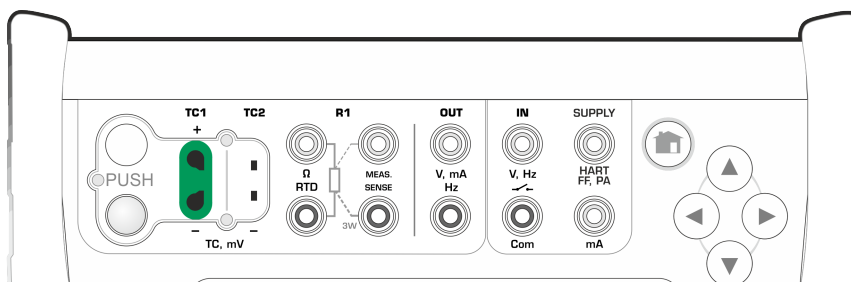 TC1 TC2 R1 OUT IN SUPPLY
+
Ω MEAS. V, mA V, Hz HART
PUSH RTD SENSE Hz FF, PA
3W
– –
TC, mV Com mA